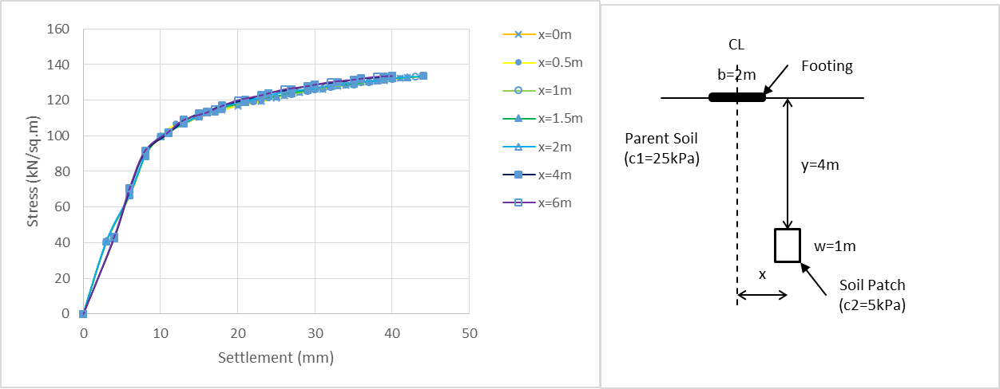 160
140
120
100
80
60
40
20
0
Stress (kN/sq.m)
0 10 20 30 40 50
Settlement (mm)
x=0m
x=0.5m
x=1m
x=1.5m
x=2m
x=4m
x=6m
CL
b=2m
Footing
Parent Soil
(c1=25kPa)
y=4m
w=1m
x
Soil Patch
(c2=5kPa)